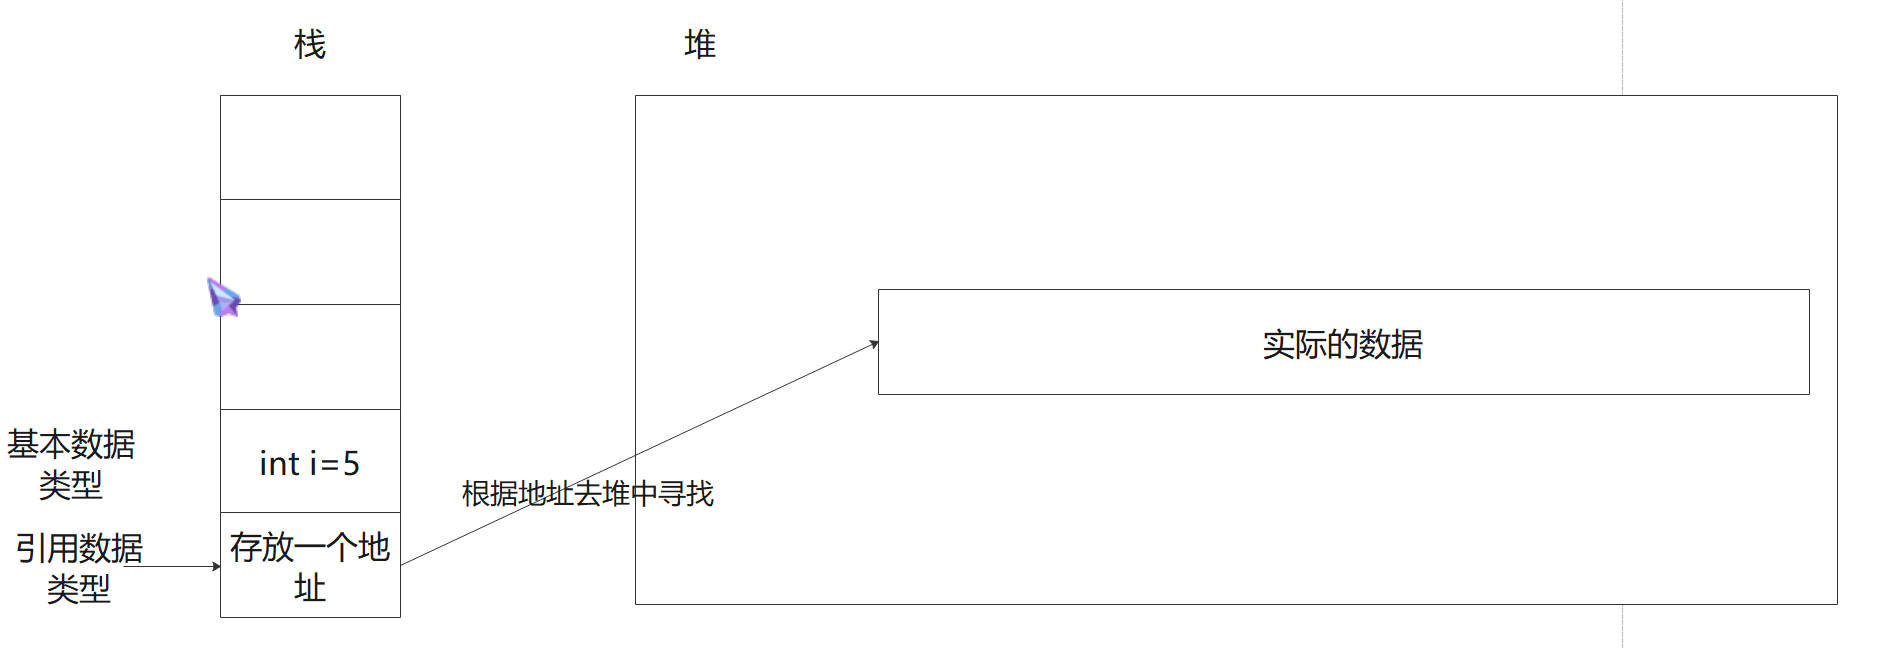 栈
堆
实际的数据
基本数据
类型
int i=5
根据地址去堆中寻找
引用数据
类型
存放一个地
址